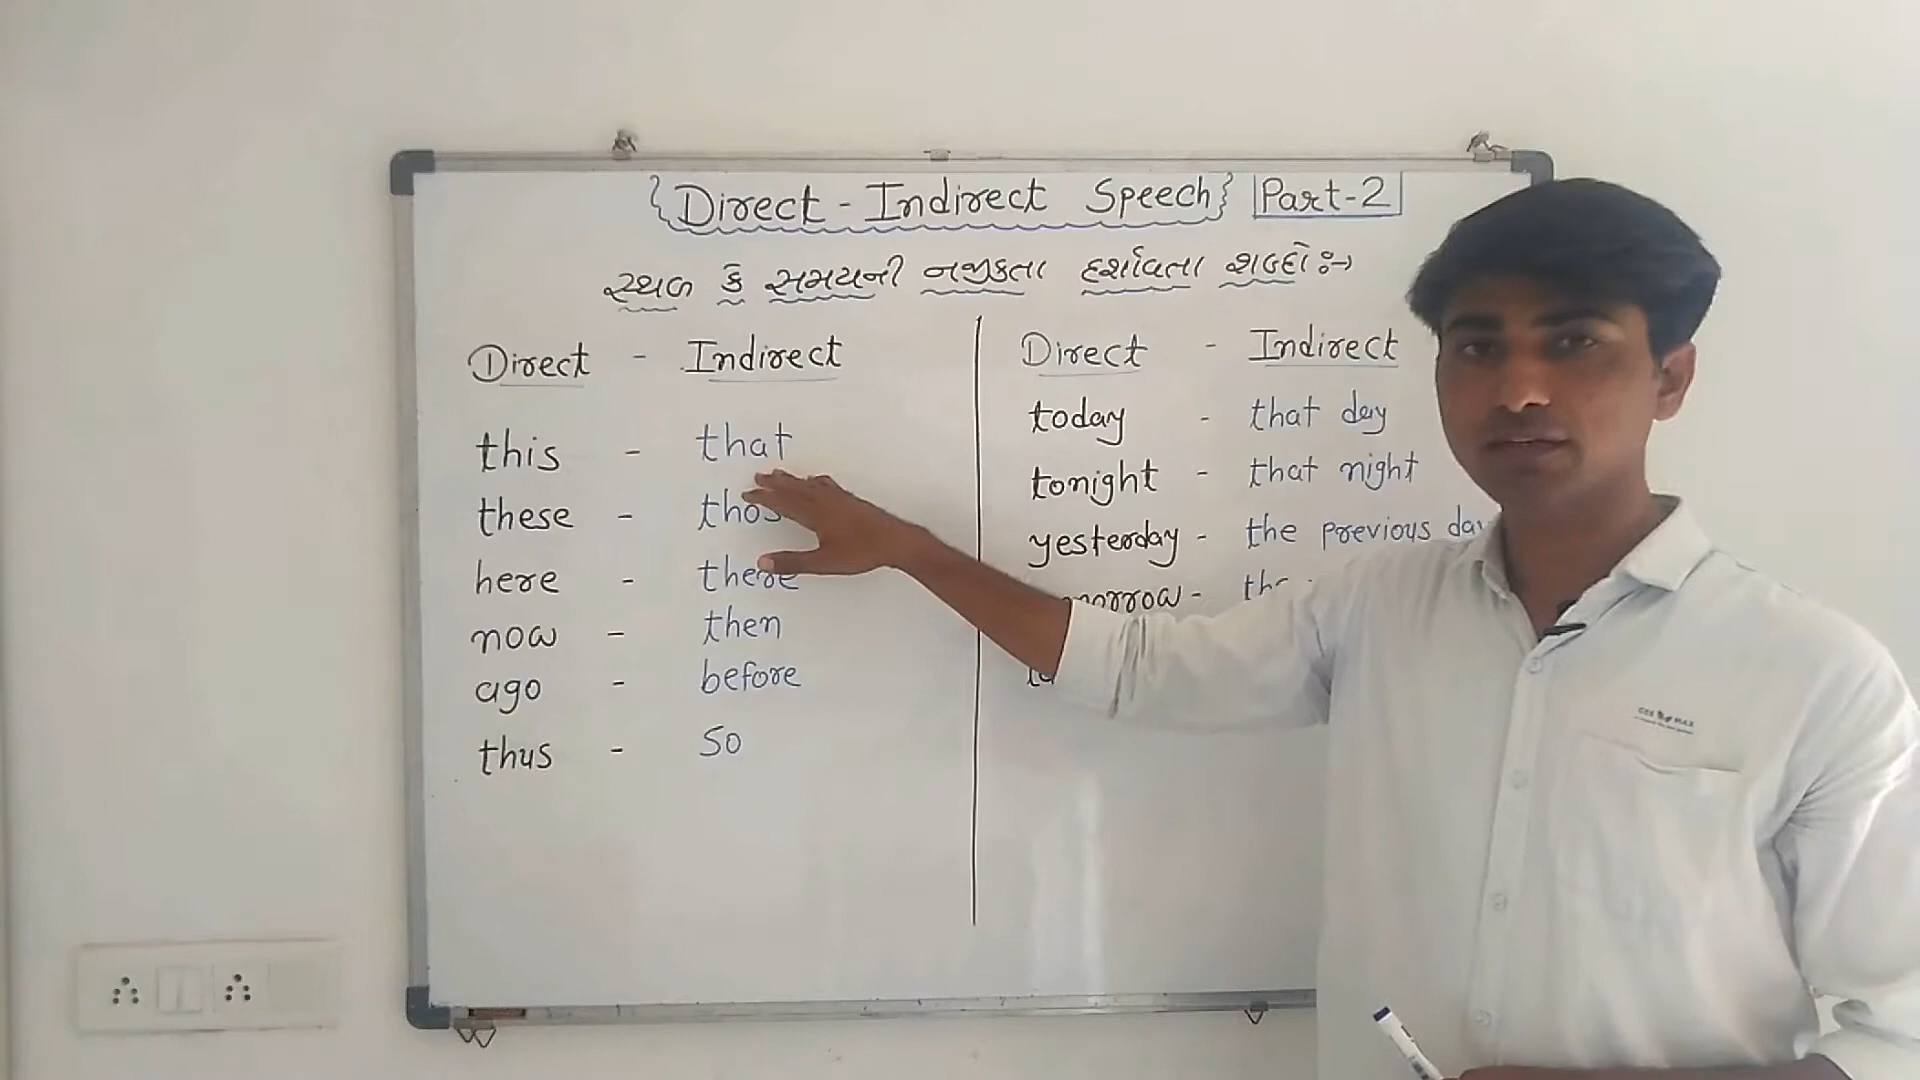 Direct - Indirect Speech Part-2
સ્થળ કે સમયની નજીકતા દર્શાવતા શબ્દો :→
Direct - Indirect
this - that
these -
here - there
now - then
ago - before
thus - so
Direct - Indirect
today - that day
tonight - that night
yesterday - the previous day